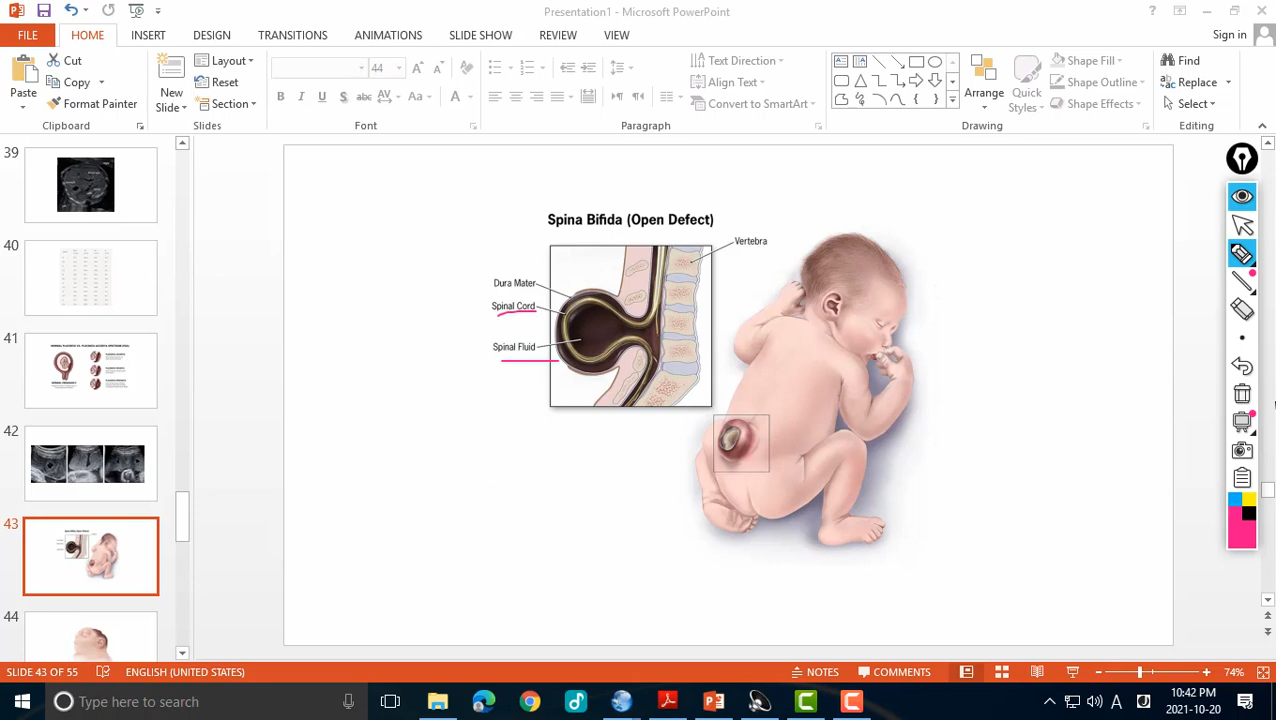 Presentation1 - Microsoft PowerPoint
Sign in
FILE HOME INSERT DESIGN TRANSITIONS ANIMATIONS SLIDE SHOW REVIEW VIEW
Paste
Cut
Copy
Format Painter
Clipboard
New Slide
Layout
Reset
Section
Slides
44
Font
Paragraph
Text Direction
Align Text
Convert to SmartArt
Arrange
Quick Styles
Shape Fill
Shape Outline
Shape Effects
Drawing
Find
Replace
Select
Editing
39
40
41
42
43
44
Spina Bifida (Open Defect)
Vertebra
Dura Mater
Spinal Cord
Spinal Fluid
SLIDE 43 OF 55
ENGLISH (UNITED STATES)
NOTES
COMMENTS
74%
Type here to search
10:42 PM
2021-10-20